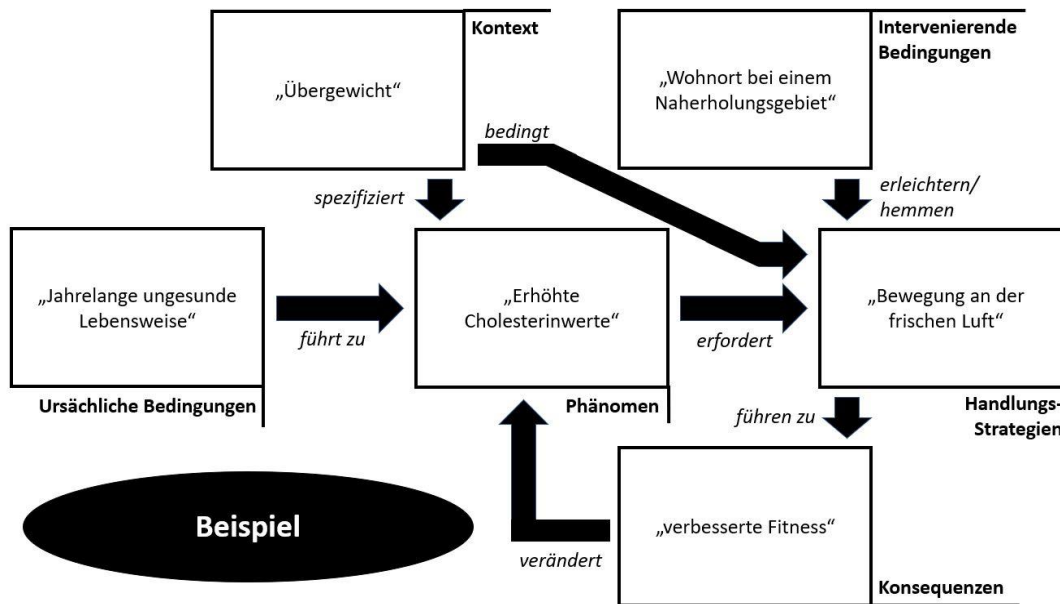 Kontext
„Übergewicht“
Intervenierende
Bedingungen
„Wohnort bei einem
Naherholungsgebiet“
bedingt
spezifiziert
erleichtern/
hemmen
„Jahrelange ungesunde
Lebensweise“
führt zu
Ursächliche Bedingungen
„Erhöhte
Cholesterinwerte“
erfordert
Phänomen
„Bewegung an der
frischen Luft“
Handlungs-
Strategien
führen zu
Beispiel
verändert
„verbesserte Fitness“
Konsequenzen